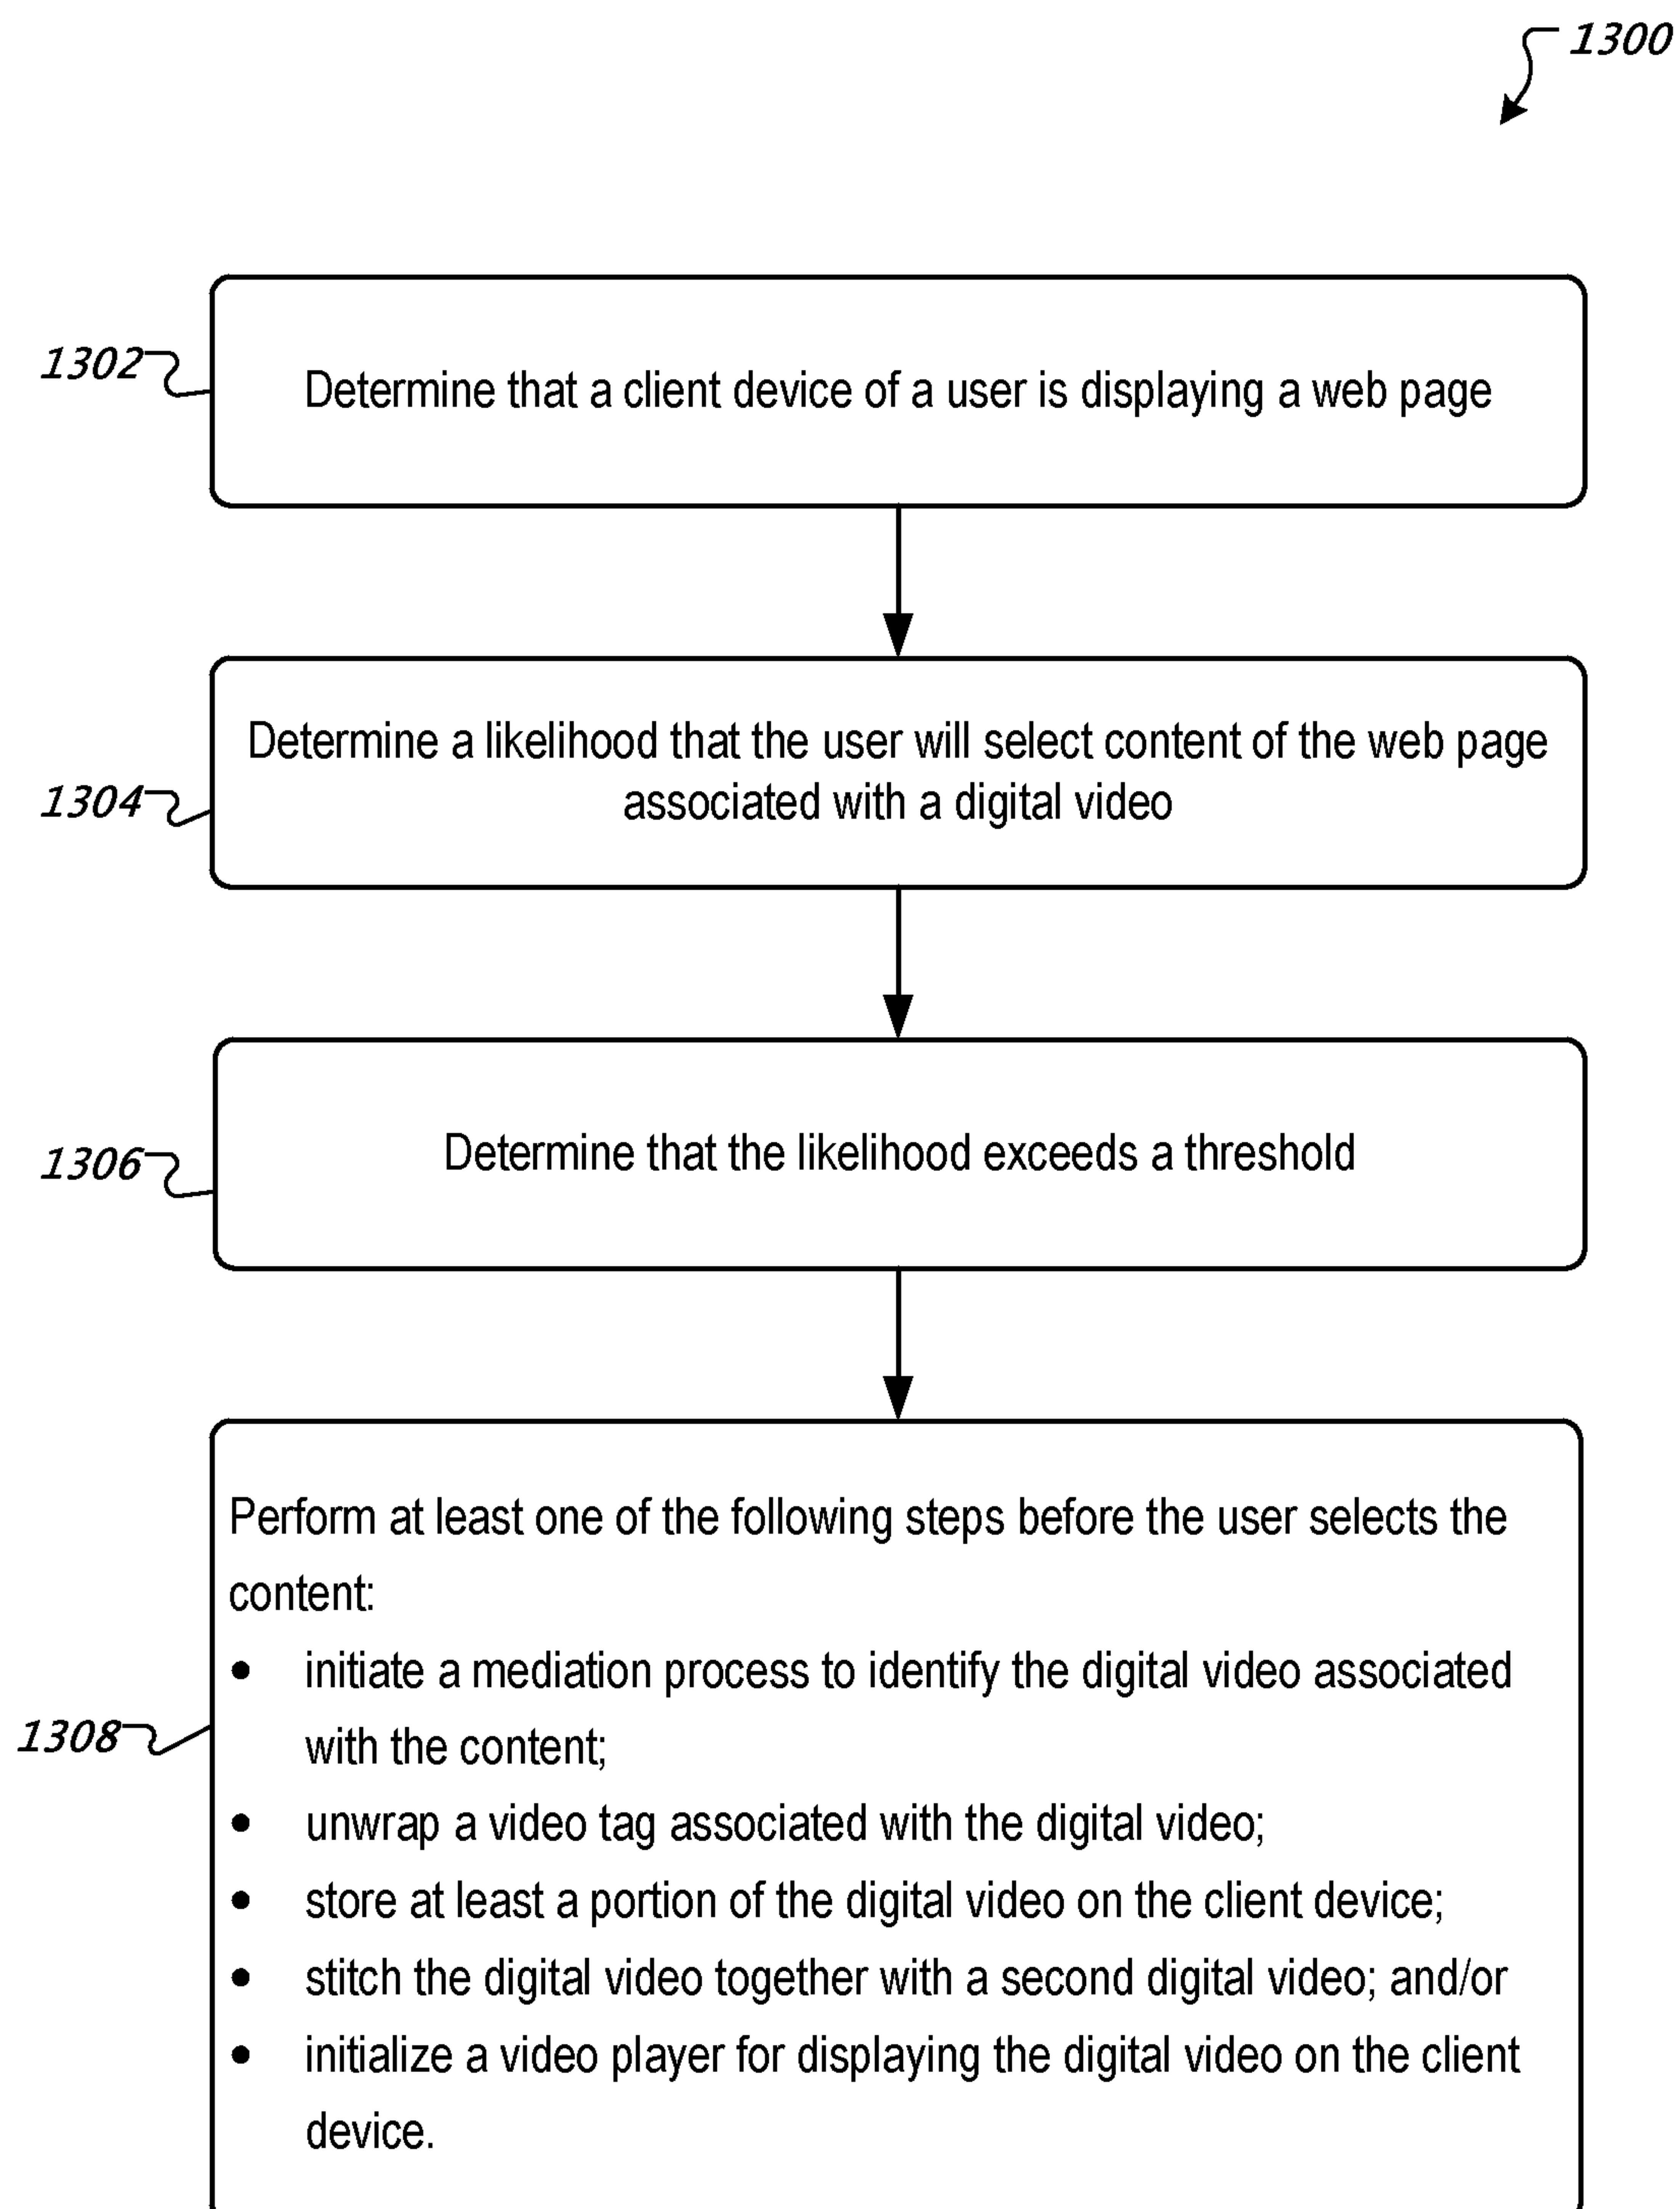 1300
1302
Determine that a client device of a user is displaying a web page
Determine a likelihood that the user will select content of the web page
associated with a digital video
1304
Determine that the likelihood exceeds a threshold
1306
Perform at least one of the following steps before the user selects the
content:
• initiate a mediation process to identify the digital video associated
with the content;
1308
• unwrap a video tag associated with the digital video;
• store at least a portion of the digital video on the client device;
• stitch the digital video together with a second digital video; and/or
• initialize a video player for displaying the digital video on the client
device.